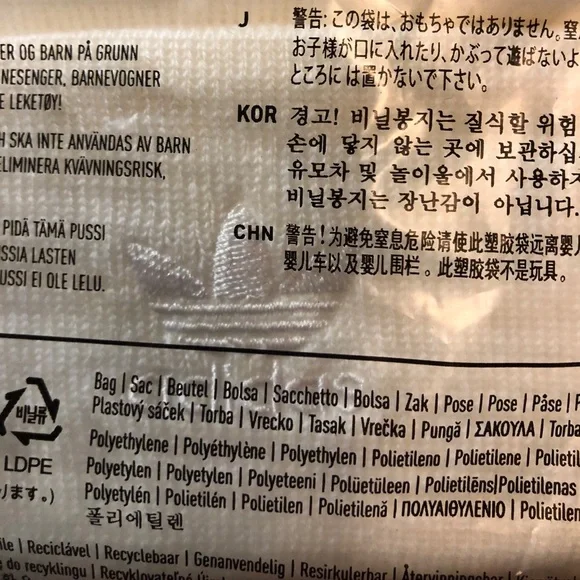 ER OG BARN PÅ GRUNN
NESENGER, BARNEVOGNER
E LEKETØY!
H SKA INTE ANVÄNDAS AV BARN
ELIMINERA KVÄVNINGSRISK,
PIDÄ TÄMÄ PUSSI
SSIA LASTEN
USSI EI OLE LELU.
J 警告: この袋は、おもちゃではありません。窒
お子様が口に入れたり、かぶって遊ばないよ
ところには置かないで下さい。
KOR 경고! 비닐봉지는 질식할 위험
손에 닿지 않는 곳에 보관하십
유모차 및 놀이울에서 사용하지
비닐봉지는 장난감이 아닙니다.
CHN 警告!为避免窒息危险请使此塑胶袋远离婴儿
婴儿车以及婴儿围栏。此塑胶袋不是玩具。
비닐류
LDPE
ります。)
Bag | Sac | Beutel | Bolsa | Sacchetto | Bolsa | Zak | Pose | Pose | Påse | P
Plastový sáček | Torba | Vrecko | Tasak | Vrečka | Pungă | ΣΑΚΟΥΛΑ | Torba
Polyethylene | Polyéthylène | Polyethylen | Polietileno | Polietilene | Polietil
Polyetylen | Polyetylen | Polyeteeni | Polüetüleen | Polietilēns|Polietilenas
Polyetylén | Polietilén | Polietilen | Polietilenă | ΠΟΛΥΑΙΘΥΛΕΝΙΟ | Polietilen
폴리에틸렌
ile | Reciclável | Recyclebaar | Genanvendelig | Resirkulerbar | Återvinningsbar
do recyklingu | Recyklovateľné